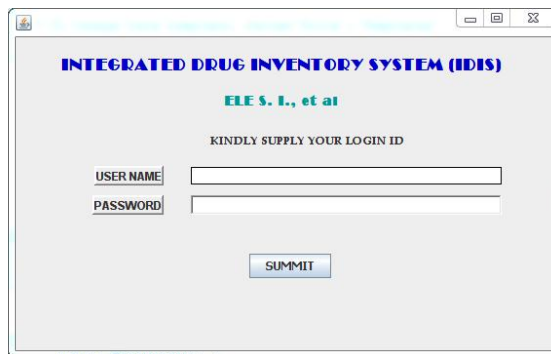 INTEGRATED DRUG INVENTORY SYSTEM (IDIS)
ELE S. I., et al
KINDLY SUPPLY YOUR LOGIN ID
USER NAME
PASSWORD
SUMMIT